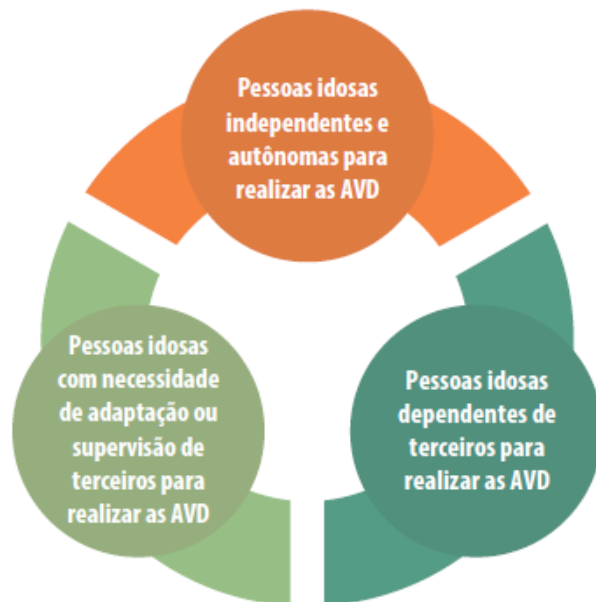 Pessoas idosas
independentes e
autônomas para
realizar as AVD
Pessoas idosas
com necessidade
de adaptação ou
supervisão de
terceiros para
realizar as AVD
Pessoas idosas
dependentes de
terceiros para
realizar as AVD